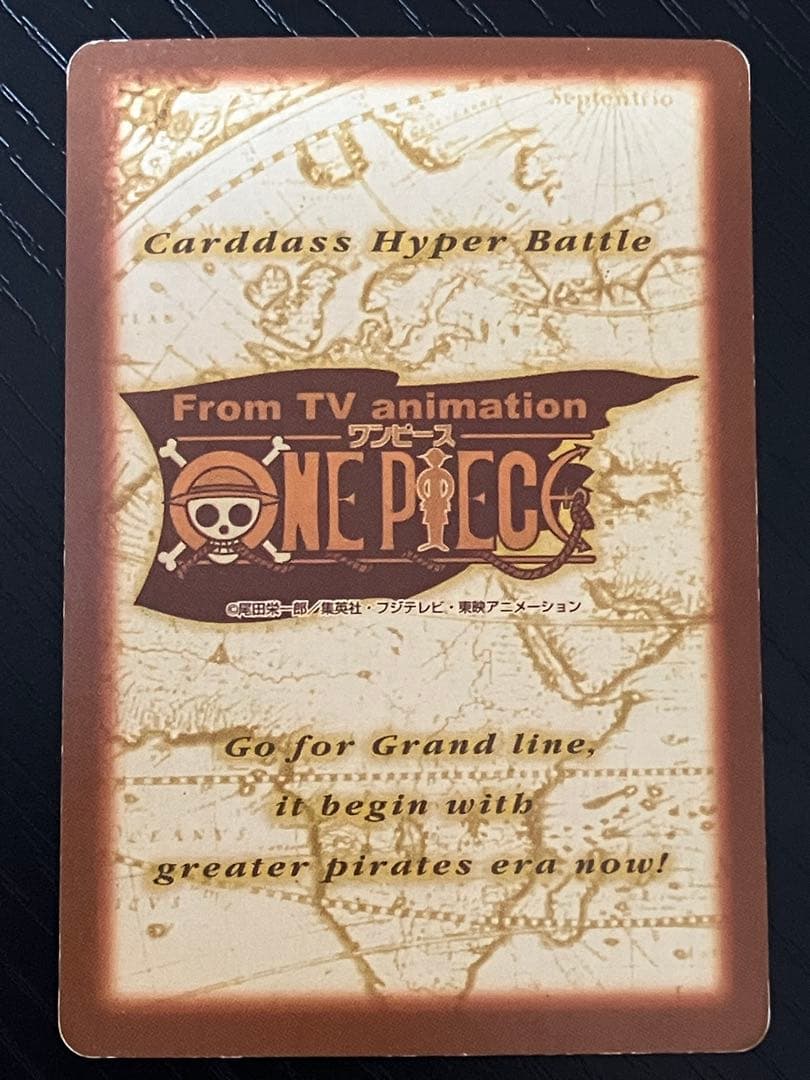 Septentrio
Carddass Hyper Battle
From TV animation
ワンピース
ONE PIECE
©尾田栄一郎／集英社・フジテレビ・東映アニメーション
Go for Grand line,
it begin with
greater pirates era now!